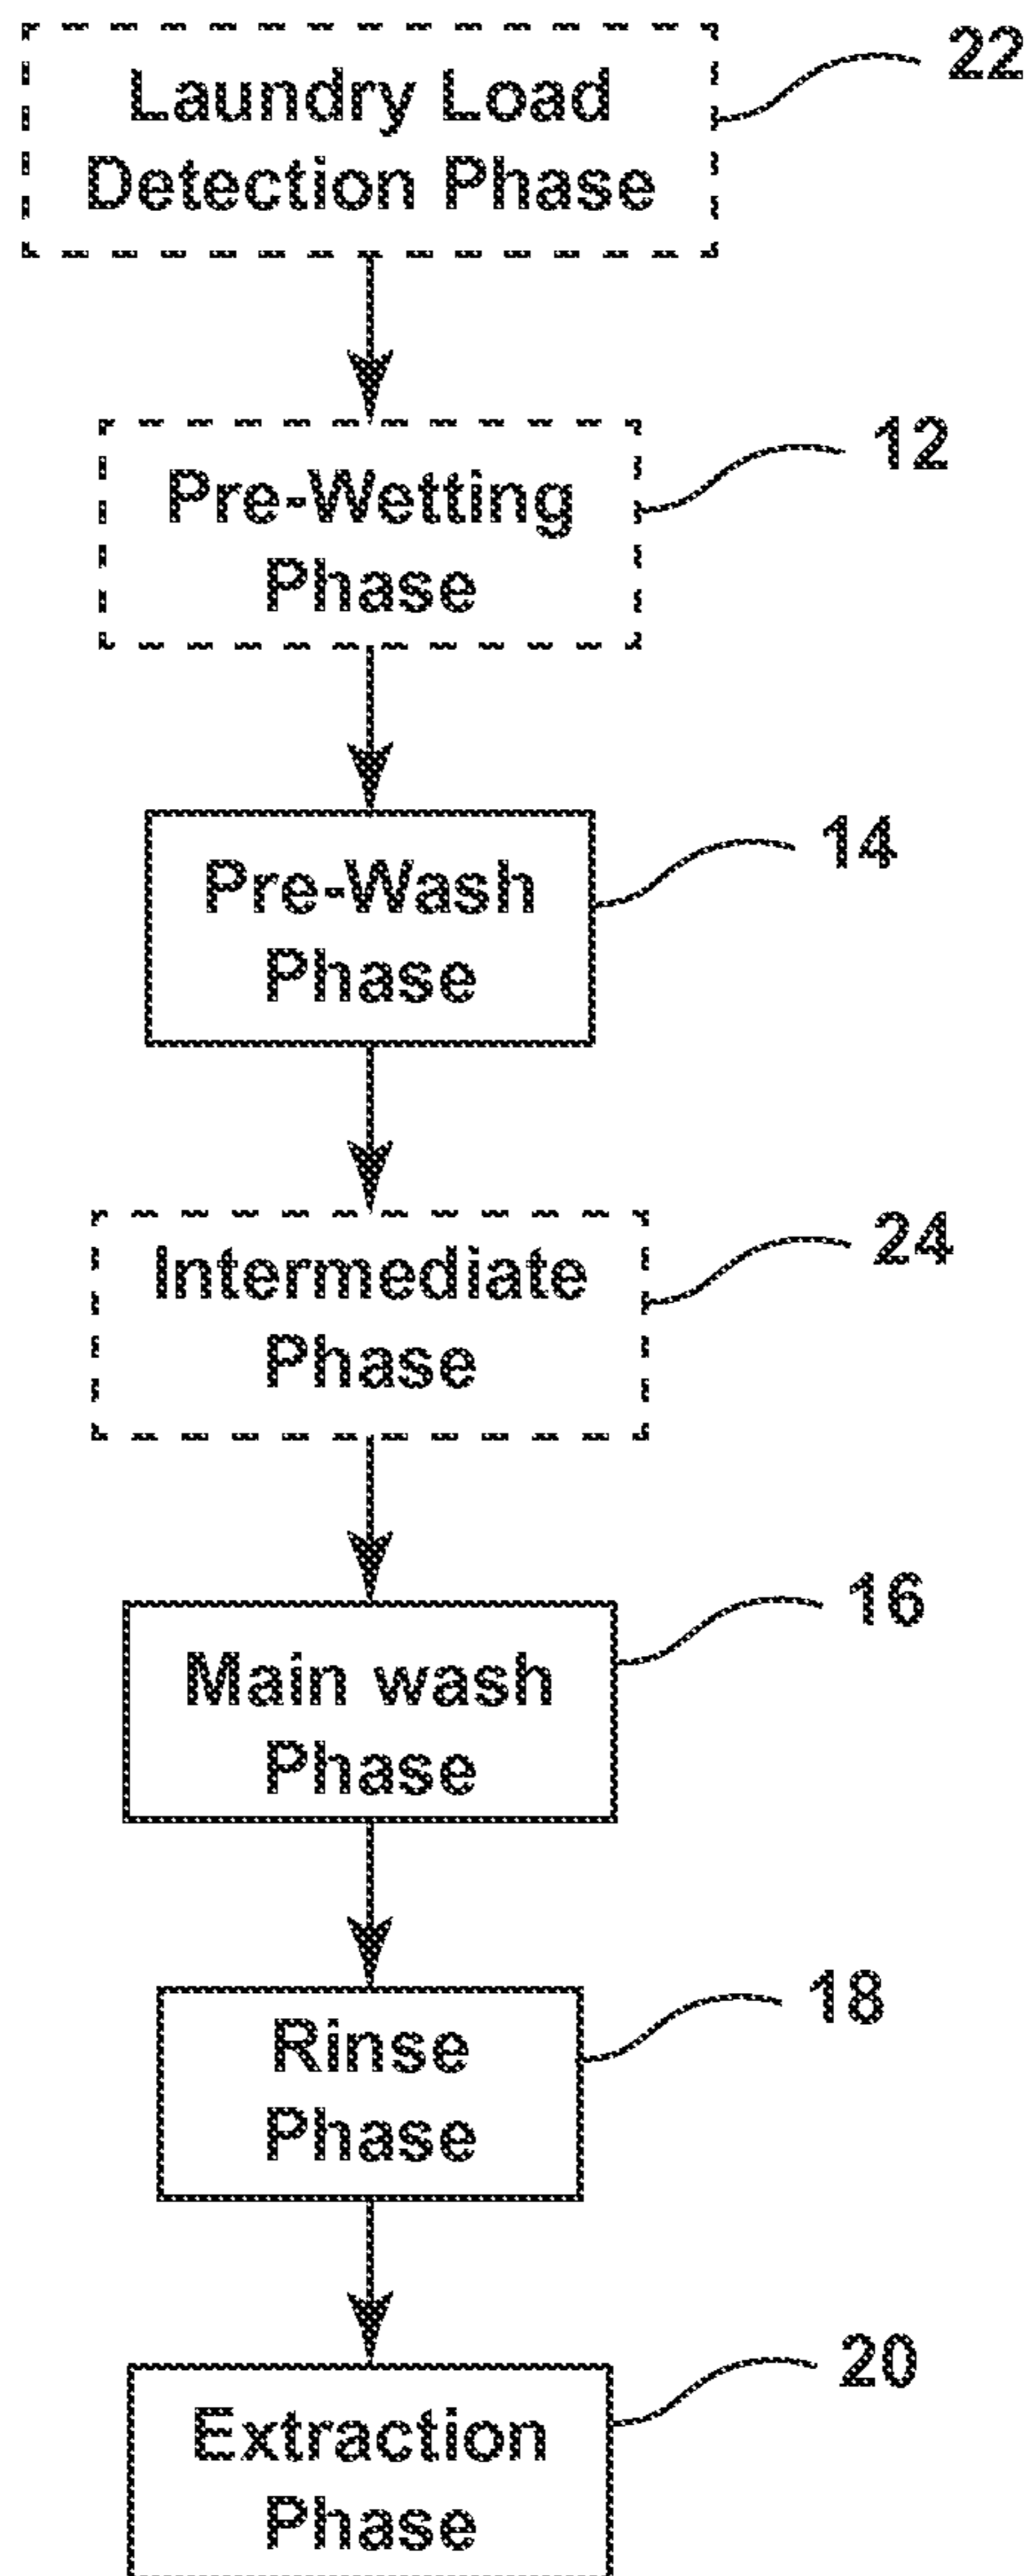 Laundry Load
Detection Phase
22
Pre-Wetting
Phase
12
Pre-Wash
Phase
14
Intermediate
Phase
24
Main wash
Phase
16
Rinse
Phase
18
Extraction
Phase
20